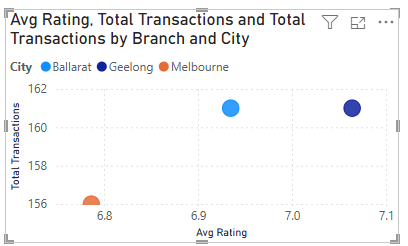 Avg Rating, Total Transactions and Total
Transactions by Branch and City
City Ballarat Geelong Melbourne
162
160
158
156
Total Transactions
6.8 6.9 7.0 7.1
Avg Rating